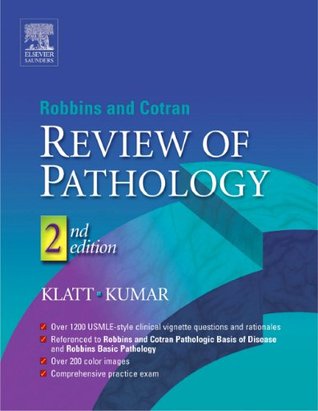 ELSEVIER
SAUNDERS
Robbins and Cotran
REVIEW OF
PATHOLOGY
2nd
edition
KLATT • KUMAR
Over 1200 USMLE-style clinical vignette questions and rationales
Referenced to Robbins and Cotran Pathologic Basis of Disease
and Robbins Basic Pathology
Over 200 color images
Comprehensive practice exam